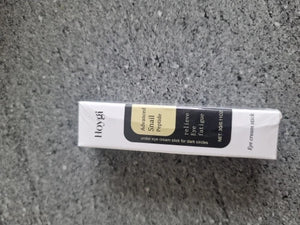 Hoygi
Advanced
Snail
Peptide
relieve
Eye
fatigue
under eye cream stick for dark circles
Eye cream stick